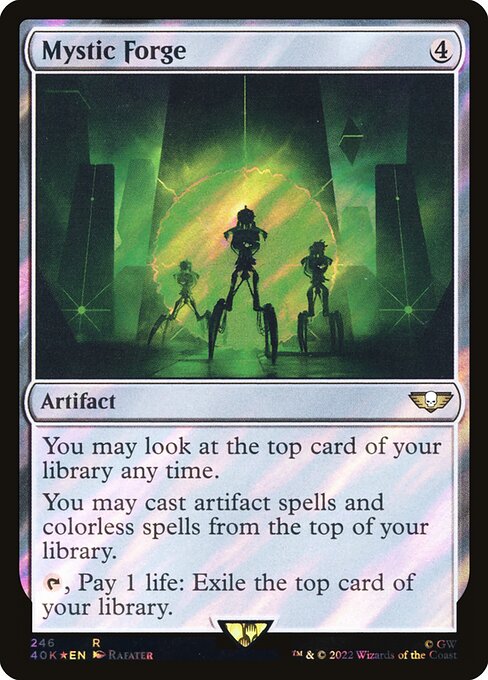 Mystic Forge 4
Artifact
You may look at the top card of your
library any time.
You may cast artifact spells and
colorless spells from the top of your
library.
, Pay 1 life: Exile the top card of
your library.
246 R
40K★EN Rafater
© GW
™ & © 2022 Wizards of the Coast